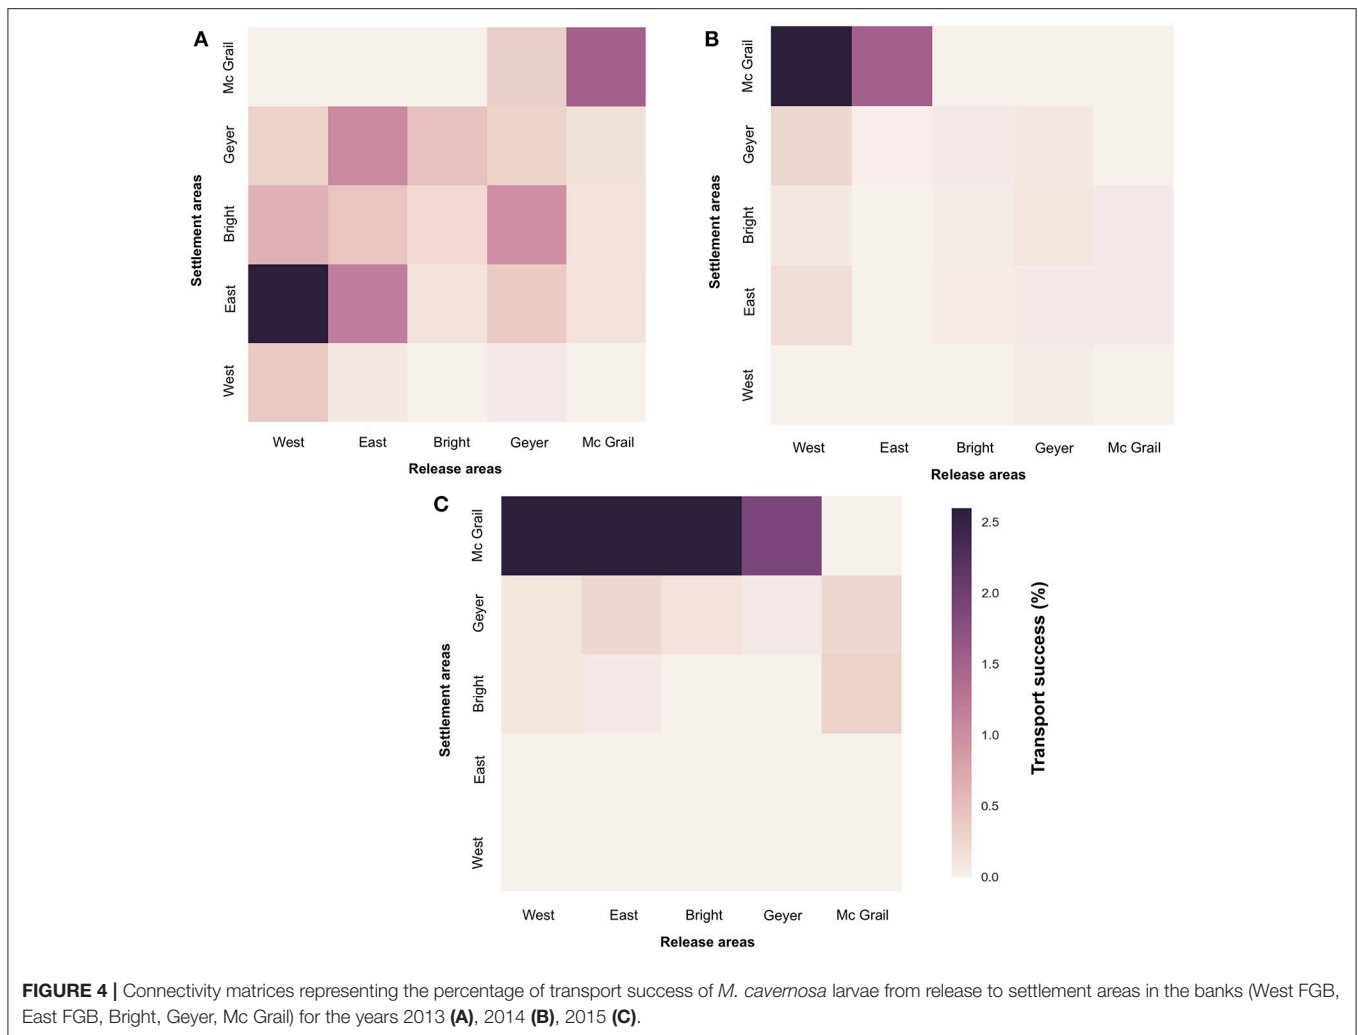 A
Settlement areas
Mc Grail
Geyer
Bright
East
West
West East Bright Geyer Mc Grail
Release areas
B
Settlement areas
Mc Grail
Geyer
Bright
East
West
West East Bright Geyer Mc Grail
Release areas
C
Settlement areas
Mc Grail
Geyer
Bright
East
West
West East Bright Geyer Mc Grail
Release areas
2.5
2.0
1.5
1.0
0.5
0.0
Transport success (%)
FIGURE 4 | Connectivity matrices representing the percentage of transport success of M. cavernosa larvae from release to settlement areas in the banks (West FGB,
East FGB, Bright, Geyer, Mc Grail) for the years 2013 (A), 2014 (B), 2015 (C).